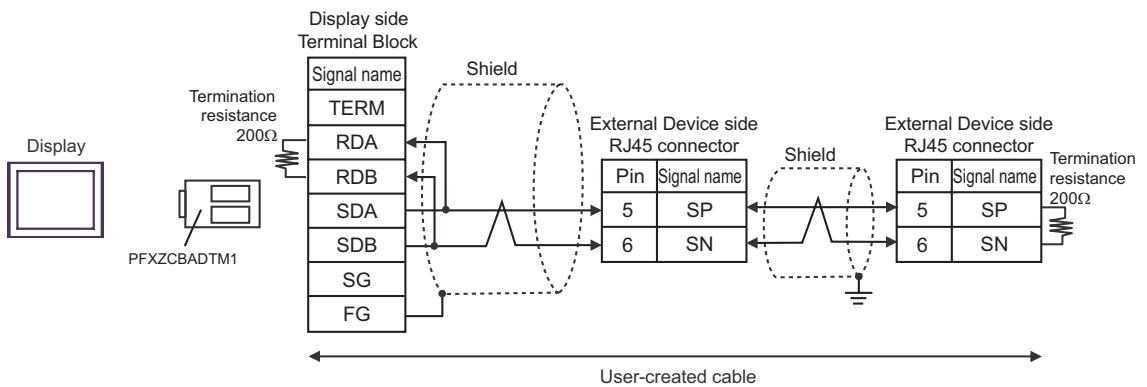 Display side
Terminal Block
Signal name
TERM
RDA
RDB
SDA
SDB
SG
FG
Termination
resistance
200Ω
Display
PFXZCBADTM1
Shield
External Device side
RJ45 connector
Pin Signal name
5 SP
6 SN
Shield
External Device side
RJ45 connector
Pin Signal name
5 SP
6 SN
Termination
resistance
200Ω
User-created cable